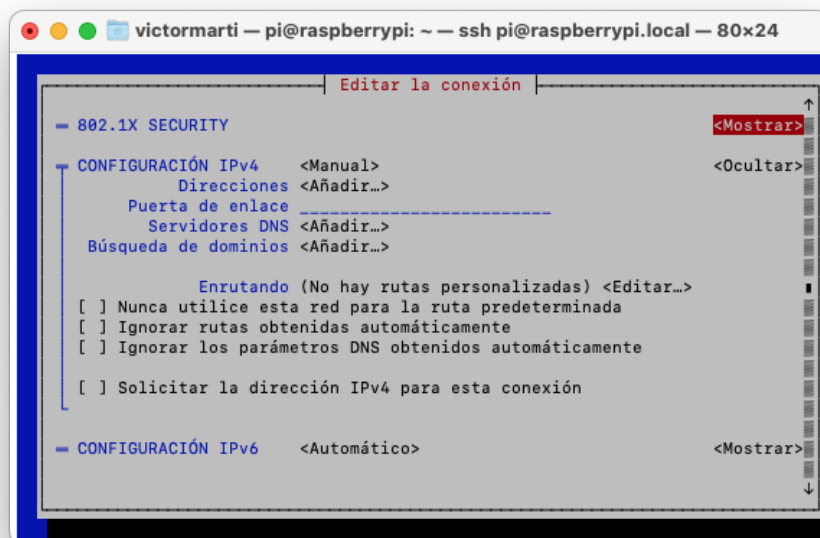 victormarti — pi@raspberrypi: ~ — ssh pi@raspberrypi.local — 80×24
Editar la conexión
802.1X SECURITY <Mostrar>
CONFIGURACIÓN IPv4 <Manual> <Ocultar>
Direcciones <Añadir…>
Puerta de enlace _________________________
Servidores DNS <Añadir…>
Búsqueda de dominios <Añadir…>
Enrutando (No hay rutas personalizadas) <Editar…>
[ ] Nunca utilice esta red para la ruta predeterminada
[ ] Ignorar rutas obtenidas automáticamente
[ ] Ignorar los parámetros DNS obtenidos automáticamente
[ ] Solicitar la dirección IPv4 para esta conexión
CONFIGURACIÓN IPv6 <Automático> <Mostrar>